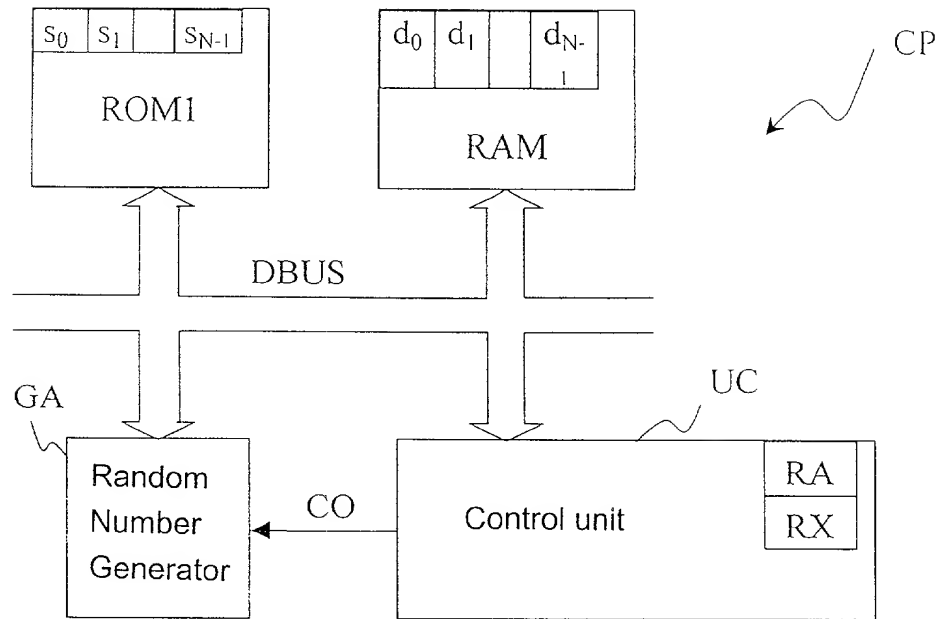 s0 s1 sN-1
ROM1
d0 d1 dN-
1
RAM
CP
DBUS
GA
UC
Random
Number
Generator
CO
Control unit
RA
RX